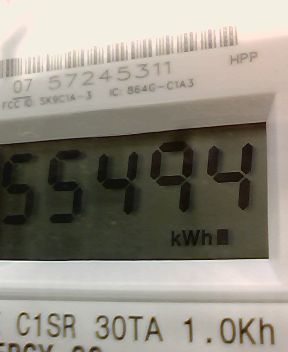 HPP
07 57245311
FCC ID: SK9C1A-3 IC: 864G-C1A3
55494
kWh
C1SR 30TA 1.0Kh